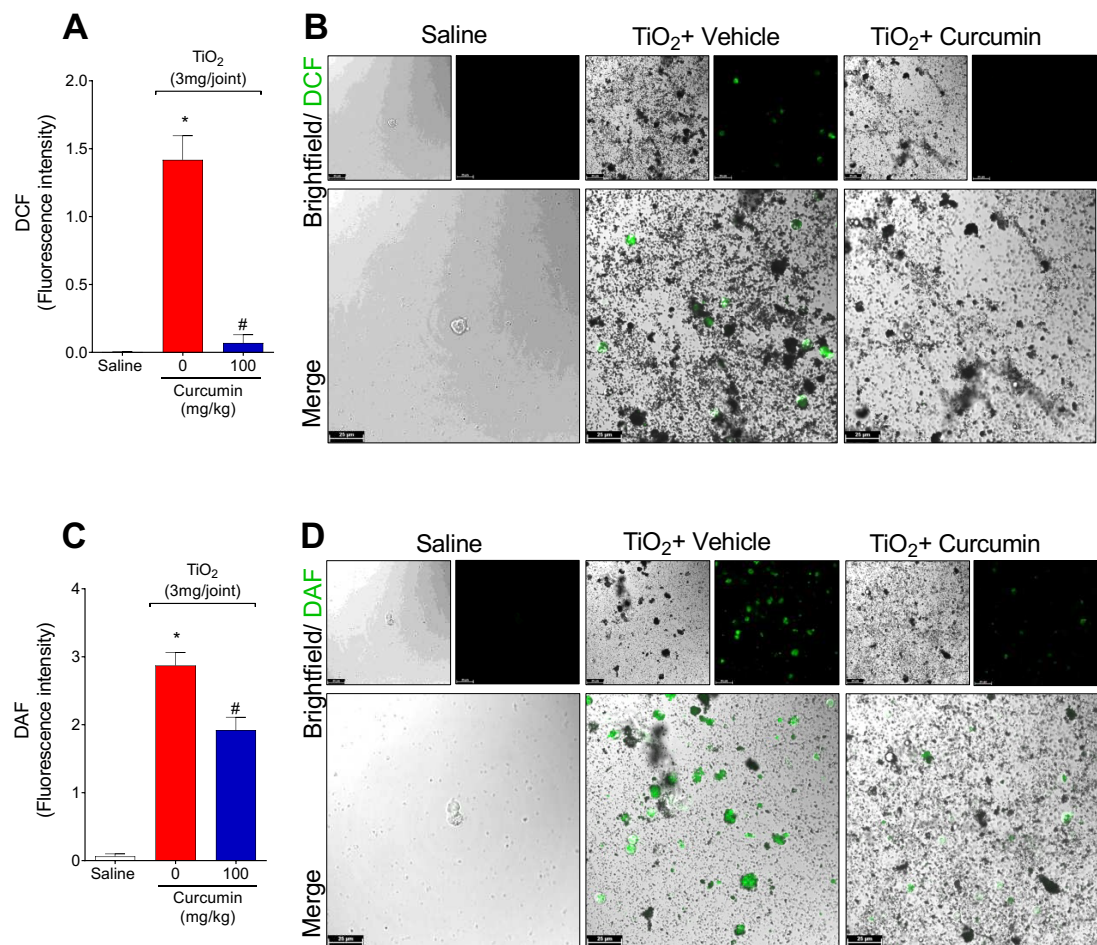 A
TiO2
(3mg/joint)
2.0
1.5
1.0
0.5
0.0
DCF
(Fluorescence intensity)
*
#
Saline
0
100
Curcumin
(mg/kg)
B
Saline
TiO2+ Vehicle
TiO2+ Curcumin
Brightfield/ DCF
Merge
25 µm
25 µm
25 µm
C
TiO2
(3mg/joint)
4
3
2
1
0
DAF
(Fluorescence intensity)
*
#
Saline
0
100
Curcumin
(mg/kg)
D
Saline
TiO2+ Vehicle
TiO2+ Curcumin
Brightfield/ DAF
Merge
25 µm
25 µm
25 µm